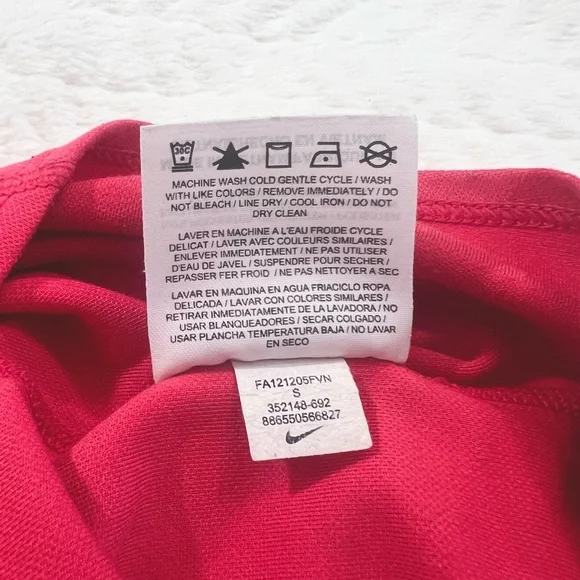 30C
MACHINE WASH COLD GENTLE CYCLE / WASH
WITH LIKE COLORS / REMOVE IMMEDIATELY / DO
NOT BLEACH / LINE DRY / COOL IRON / DO NOT
DRY CLEAN
LAVER EN MACHINE A L'EAU FROIDE CYCLE
DELICAT / LAVER AVEC COULEURS SIMILAIRES /
ENLEVER IMMEDIATEMENT / NE PAS UTILISER
D'EAU DE JAVEL / SUSPENDRE POUR SECHER /
REPASSER FER FROID / NE PAS NETTOYER A SEC
LAVAR EN MAQUINA EN AGUA FRIACICLO ROPA
DELICADA / LAVAR CON COLORES SIMILARES /
RETIRAR INMEDIATAMENTE DE LA LAVADORA / NO
USAR BLANQUEADORES / SECAR COLGADO /
USAR PLANCHA TEMPERATURA BAJA / NO LAVAR
EN SECO
FA121205FVN
S
352148-692
886550566827